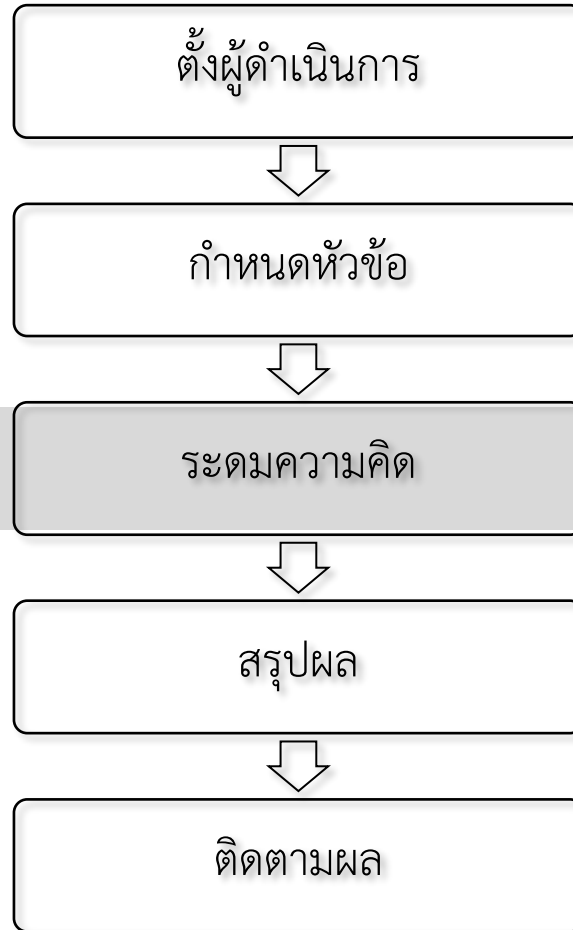 ตั้งผู้ดำเนินการ
กำหนดหัวข้อ
ระดมความคิด
สรุปผล
ติดตามผล